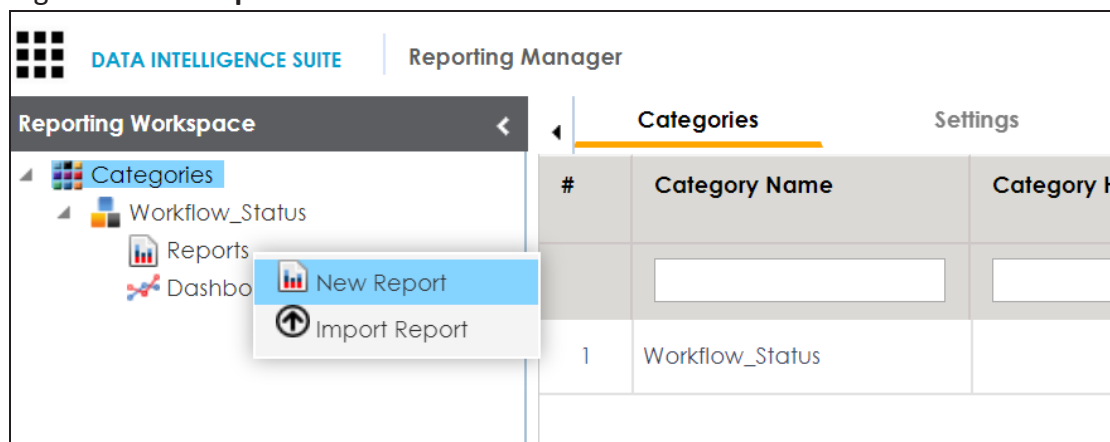 DATA INTELLIGENCE SUITE
Reporting Manager
Reporting Workspace
Categories
Settings
Categories
#
Category Name
Category
Workflow_Status
Reports
New Report
Import Report
1
Workflow_Status